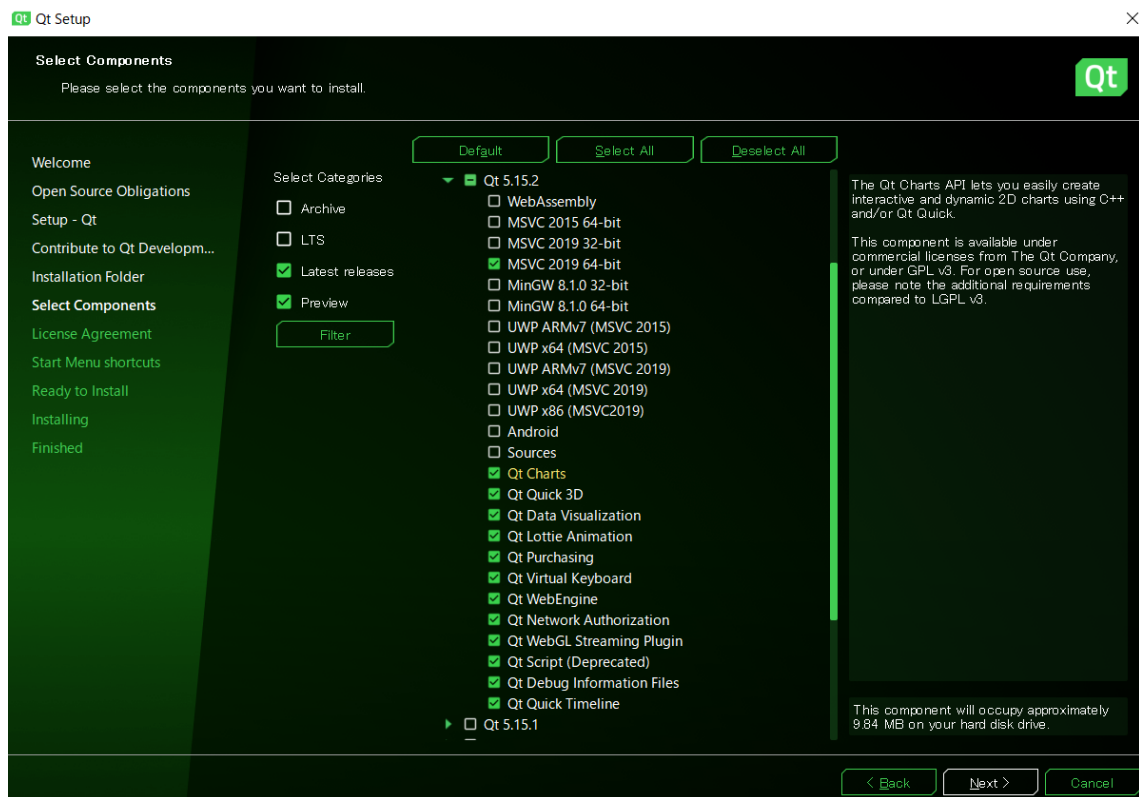 Qt Qt Setup
Select Components
Please select the components you want to install.
Qt
Welcome
Open Source Obligations
Setup - Qt
Contribute to Qt Developm...
Installation Folder
Select Components
License Agreement
Start Menu shortcuts
Ready to Install
Installing
Finished
Select Categories
Archive
LTS
Latest releases
Preview
Filter
Default
Select All
Deselect All
Qt 5.15.2
WebAssembly
MSVC 2015 64-bit
MSVC 2019 32-bit
MSVC 2019 64-bit
MinGW 8.1.0 32-bit
MinGW 8.1.0 64-bit
UWP ARMv7 (MSVC 2015)
UWP x64 (MSVC 2015)
UWP ARMv7 (MSVC 2019)
UWP x64 (MSVC 2019)
UWP x86 (MSVC2019)
Android
Sources
Qt Charts
Qt Quick 3D
Qt Data Visualization
Qt Lottie Animation
Qt Purchasing
Qt Virtual Keyboard
Qt WebEngine
Qt Network Authorization
Qt WebGL Streaming Plugin
Qt Script (Deprecated)
Qt Debug Information Files
Qt Quick Timeline
Qt 5.15.1
The Qt Charts API lets you easily create
interactive and dynamic 2D charts using C++
and/or Qt Quick.
This component is available under
commercial licenses from The Qt Company,
or under GPL v3. For open source use,
please note the additional requirements
compared to LGPL v3.
This component will occupy approximately
9.84 MB on your hard disk drive.
< Back
Next >
Cancel